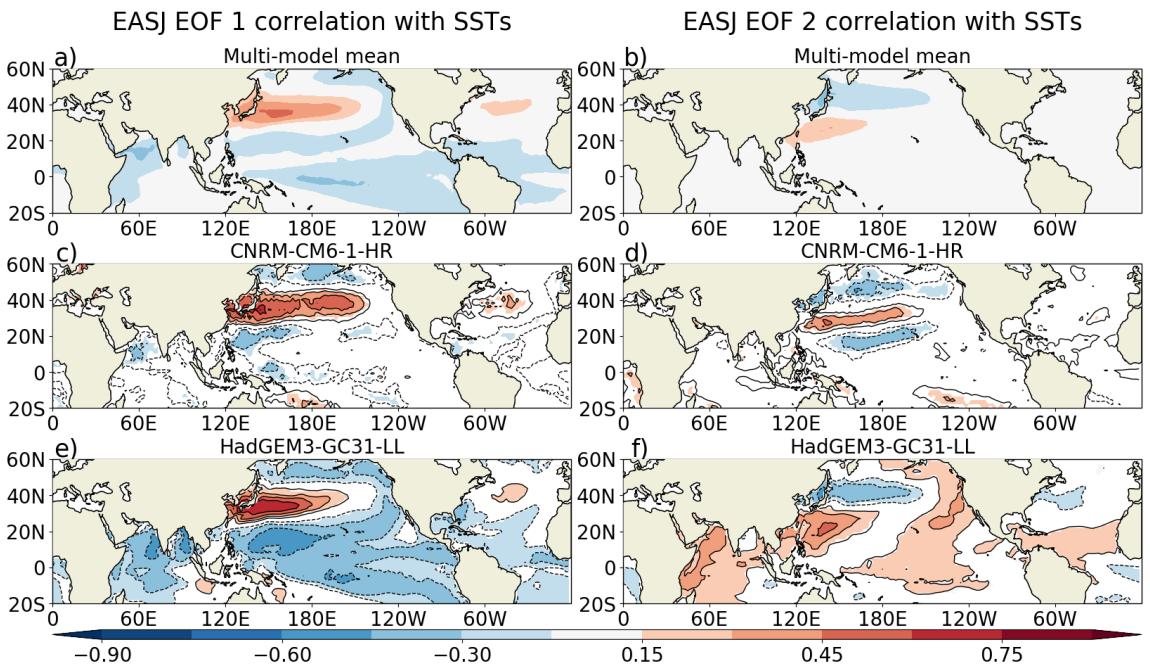 EASJ EOF 1 correlation with SSTs
EASJ EOF 2 correlation with SSTs
a)
Multi-model mean
b)
Multi-model mean
60N
40N
20N
0
20S
0
60E
120E
180E
120W
60W
60N
40N
20N
0
20S
0
60E
120E
180E
120W
60W
c)
CNRM-CM6-1-HR
d)
CNRM-CM6-1-HR
60N
40N
20N
0
20S
0
60E
120E
180E
120W
60W
60N
40N
20N
0
20S
0
60E
120E
180E
120W
60W
e)
HadGEM3-GC31-LL
f)
HadGEM3-GC31-LL
60N
40N
20N
0
20S
0
60E
120E
180E
120W
60W
60N
40N
20N
0
20S
0
60E
120E
180E
120W
60W
−0.90 −0.60 −0.30 0.15 0.45 0.75